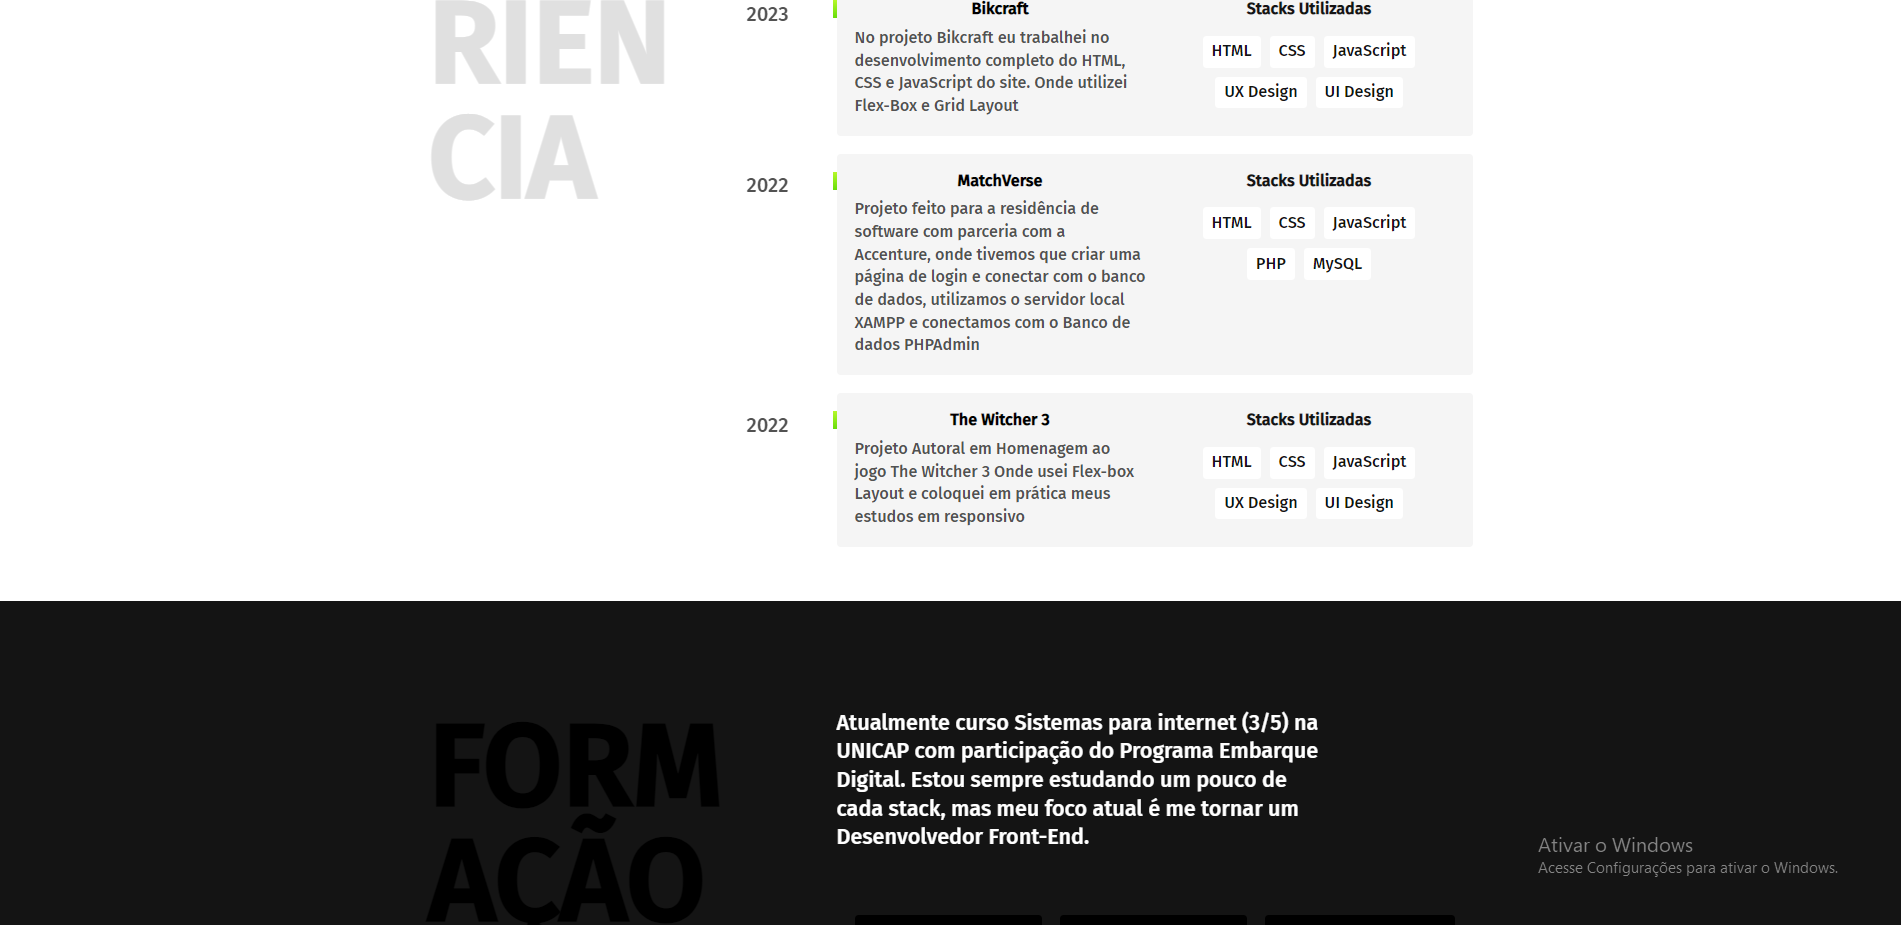 RIEN
CIA
2023
Bikcraft
No projeto Bikcraft eu trabalhei no
desenvolvimento completo do HTML,
CSS e JavaScript do site. Onde utilizei
Flex-Box e Grid Layout
Stacks Utilizadas
HTML CSS JavaScript
UX Design UI Design
2022
MatchVerse
Projeto feito para a residência de
software com parceria com a
Accenture, onde tivemos que criar uma
página de login e conectar com o banco
de dados, utilizamos o servidor local
XAMPP e conectamos com o Banco de
dados PHPAdmin
Stacks Utilizadas
HTML CSS JavaScript
PHP MySQL
2022
The Witcher 3
Projeto Autoral em Homenagem ao
jogo The Witcher 3 Onde usei Flex-box
Layout e coloquei em prática meus
estudos em responsivo
Stacks Utilizadas
HTML CSS JavaScript
UX Design UI Design
FORM
AÇÃO
Atualmente curso Sistemas para internet (3/5) na
UNICAP com participação do Programa Embarque
Digital. Estou sempre estudando um pouco de
cada stack, mas meu foco atual é me tornar um
Desenvolvedor Front-End.
Ativar o Windows
Acesse Configurações para ativar o Windows.